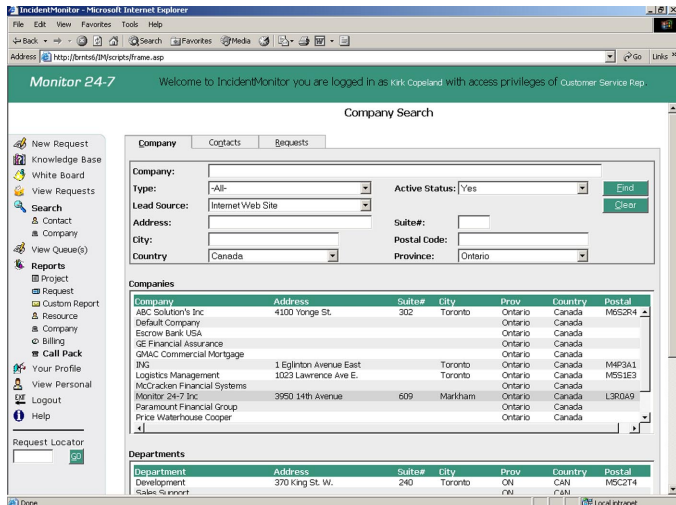 IncidentMonitor - Microsoft Internet Explorer
File Edit View Favorites Tools Help
Back Search Favorites Media
Address http://brnts6/IM/scripts/frame.asp Go Links
Monitor 24-7 Welcome to IncidentMonitor you are logged in as Kirk Copeland with access privileges of Customer Service Rep.
Company Search
New Request
Knowledge Base
White Board
View Requests
Search
Contact
Company
View Queue(s)
Reports
Project
Request
Custom Report
Resource
Company
Billing
Call Pack
Your Profile
View Personal
EXIT Logout
Help
Request Locator
GO
Company Contacts Requests
Company:
Type: -All- Active Status: Yes Find
Lead Source: Internet Web Site Clear
Address: Suite#:
City: Postal Code:
Country Canada Province: Ontario
Companies
Company Address Suite# City Prov Country Postal
ABC Solution's Inc 4100 Yonge St. 302 Toronto Ontario Canada M6S2R4
Default Company Ontario Canada
Escrow Bank USA Ontario Canada
GE Financial Assurance Ontario Canada
GMAC Commercial Mortgage Ontario Canada
ING 1 Eglinton Avenue East Toronto Ontario Canada M4P3A1
Logistics Management 1023 Lawrence Ave E. Toronto Ontario Canada M5S1E3
McCracken Financial Systems Ontario Canada
Monitor 24-7 Inc 3950 14th Avenue 609 Markham Ontario Canada L3R0A9
Paramount Financial Group Ontario Canada
Price Waterhouse Cooper Ontario Canada
Departments
Department Address Suite# City Prov Country Postal
Development 370 King St. W. 240 Toronto ON CAN M5C2T4
Sales Support ON CAN
Done Local intranet